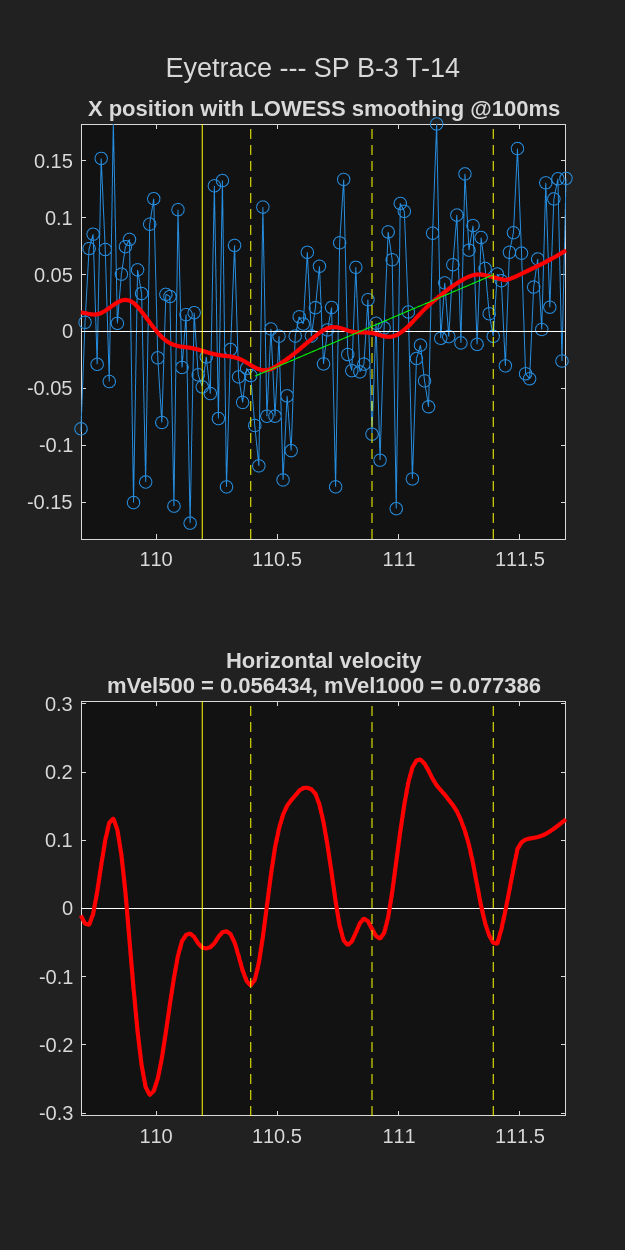 Eyetrace --- SP B-3 T-14
X position with LOWESS smoothing @100ms
0.15
0.1
0.05
0
-0.05
-0.1
-0.15
110 110.5 111 111.5
Horizontal velocity
mVel500 = 0.056434, mVel1000 = 0.077386
0.3
0.2
0.1
0
-0.1
-0.2
-0.3
110 110.5 111 111.5